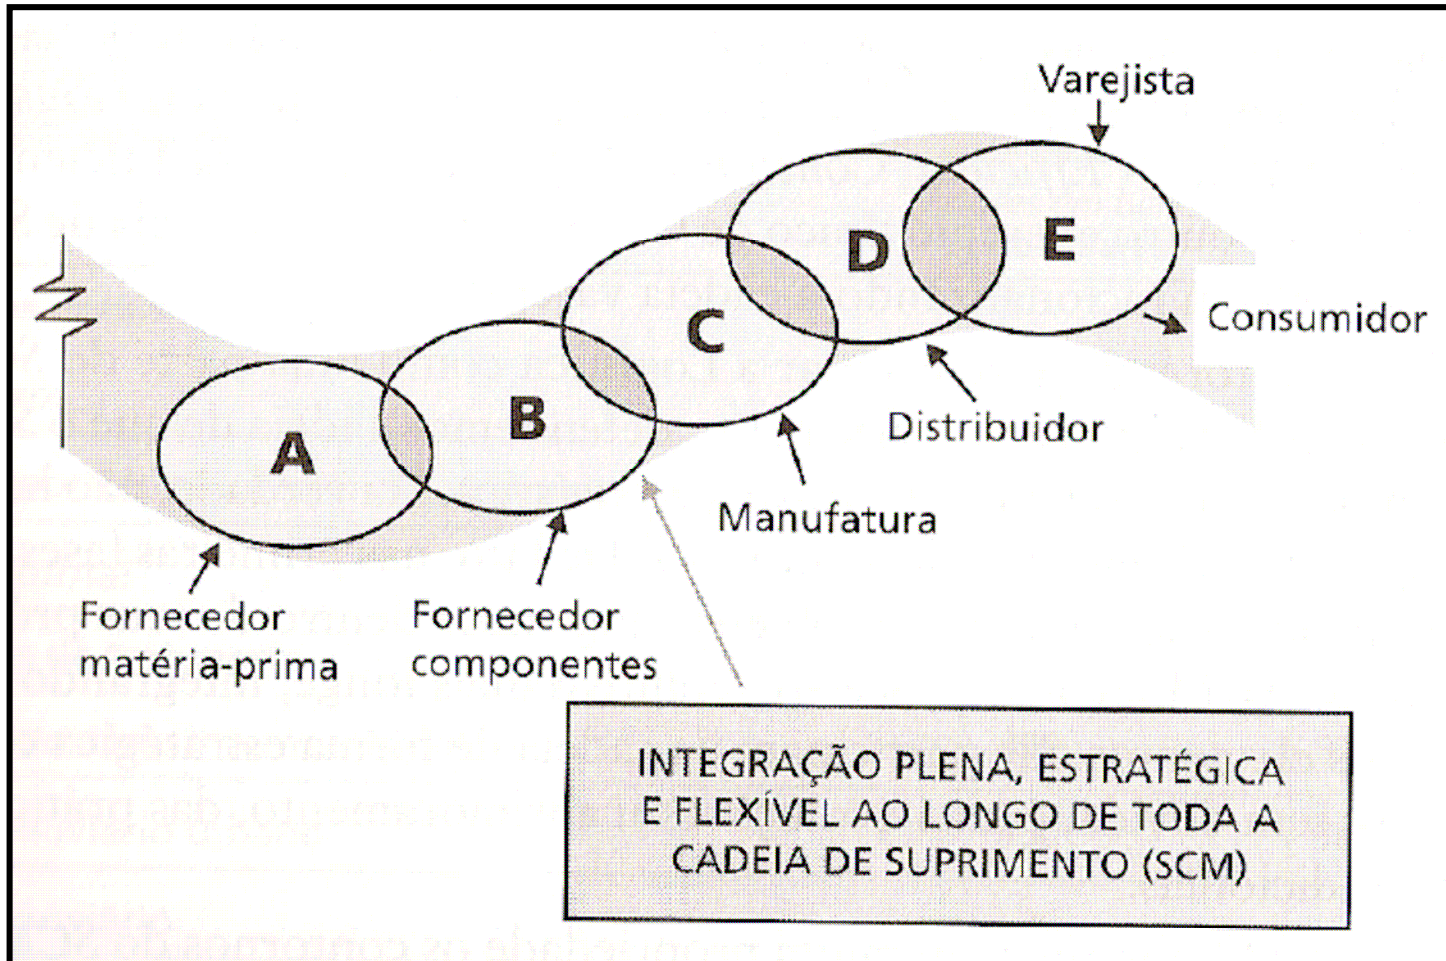 Varejista
A
B
C
D
E
Consumidor
Distribuidor
Manufatura
Fornecedor
matéria-prima
Fornecedor
componentes
INTEGRAÇÃO PLENA, ESTRATÉGICA
E FLEXÍVEL AO LONGO DE TODA A
CADEIA DE SUPRIMENTO (SCM)